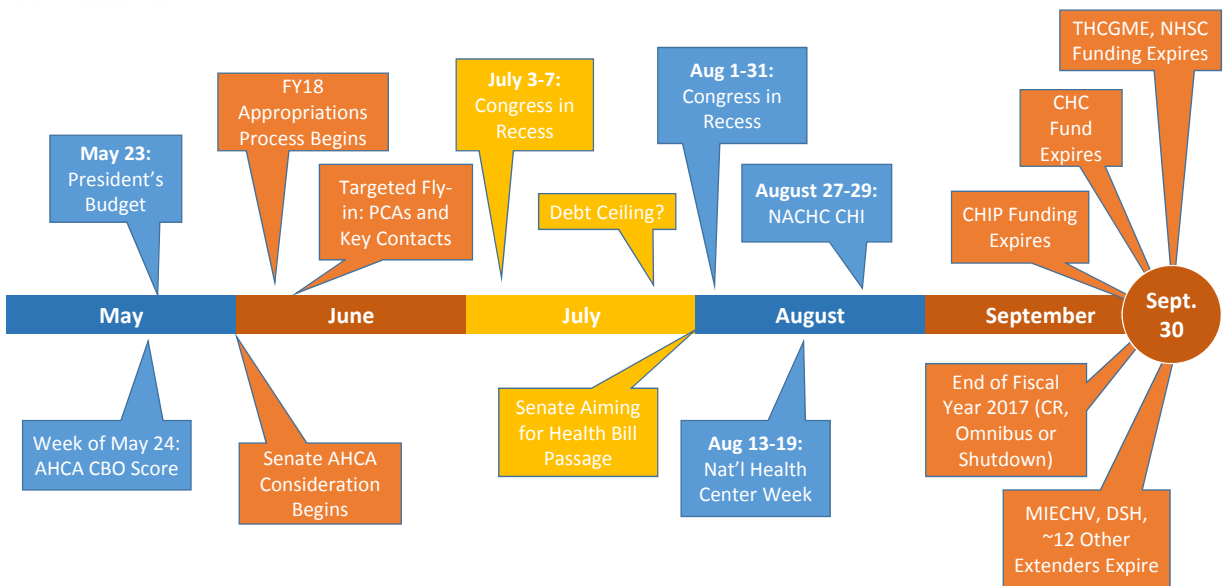 THCGME, NHSC
Funding Expires
FY18
Appropriations
Process Begins
July 3-7:
Congress in
Recess
Aug 1-31:
Congress in
Recess
CHC
Fund
Expires
May 23:
President’s
Budget
Targeted Fly-
in: PCAs and
Key Contacts
Debt Ceiling?
August 27-29:
NACHC CHI
CHIP Funding
Expires
May
June
July
August
September
Sept.
30
Week of May 24:
AHCA CBO Score
Senate AHCA
Consideration
Begins
Senate Aiming
for Health Bill
Passage
Aug 13-19:
Nat’l Health
Center Week
End of Fiscal
Year 2017 (CR,
Omnibus or
Shutdown)
MIECHV, DSH,
~12 Other
Extenders Expire